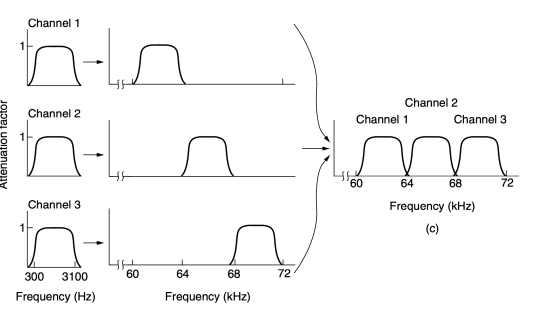 Channel 1
1
Channel 2
1
Channel 3
1
300 3100
Frequency (Hz)
Attenuation factor
60 64 68 72
Frequency (kHz)
Channel 2
Channel 1 Channel 3
60 64 68 72
Frequency (kHz)
(c)